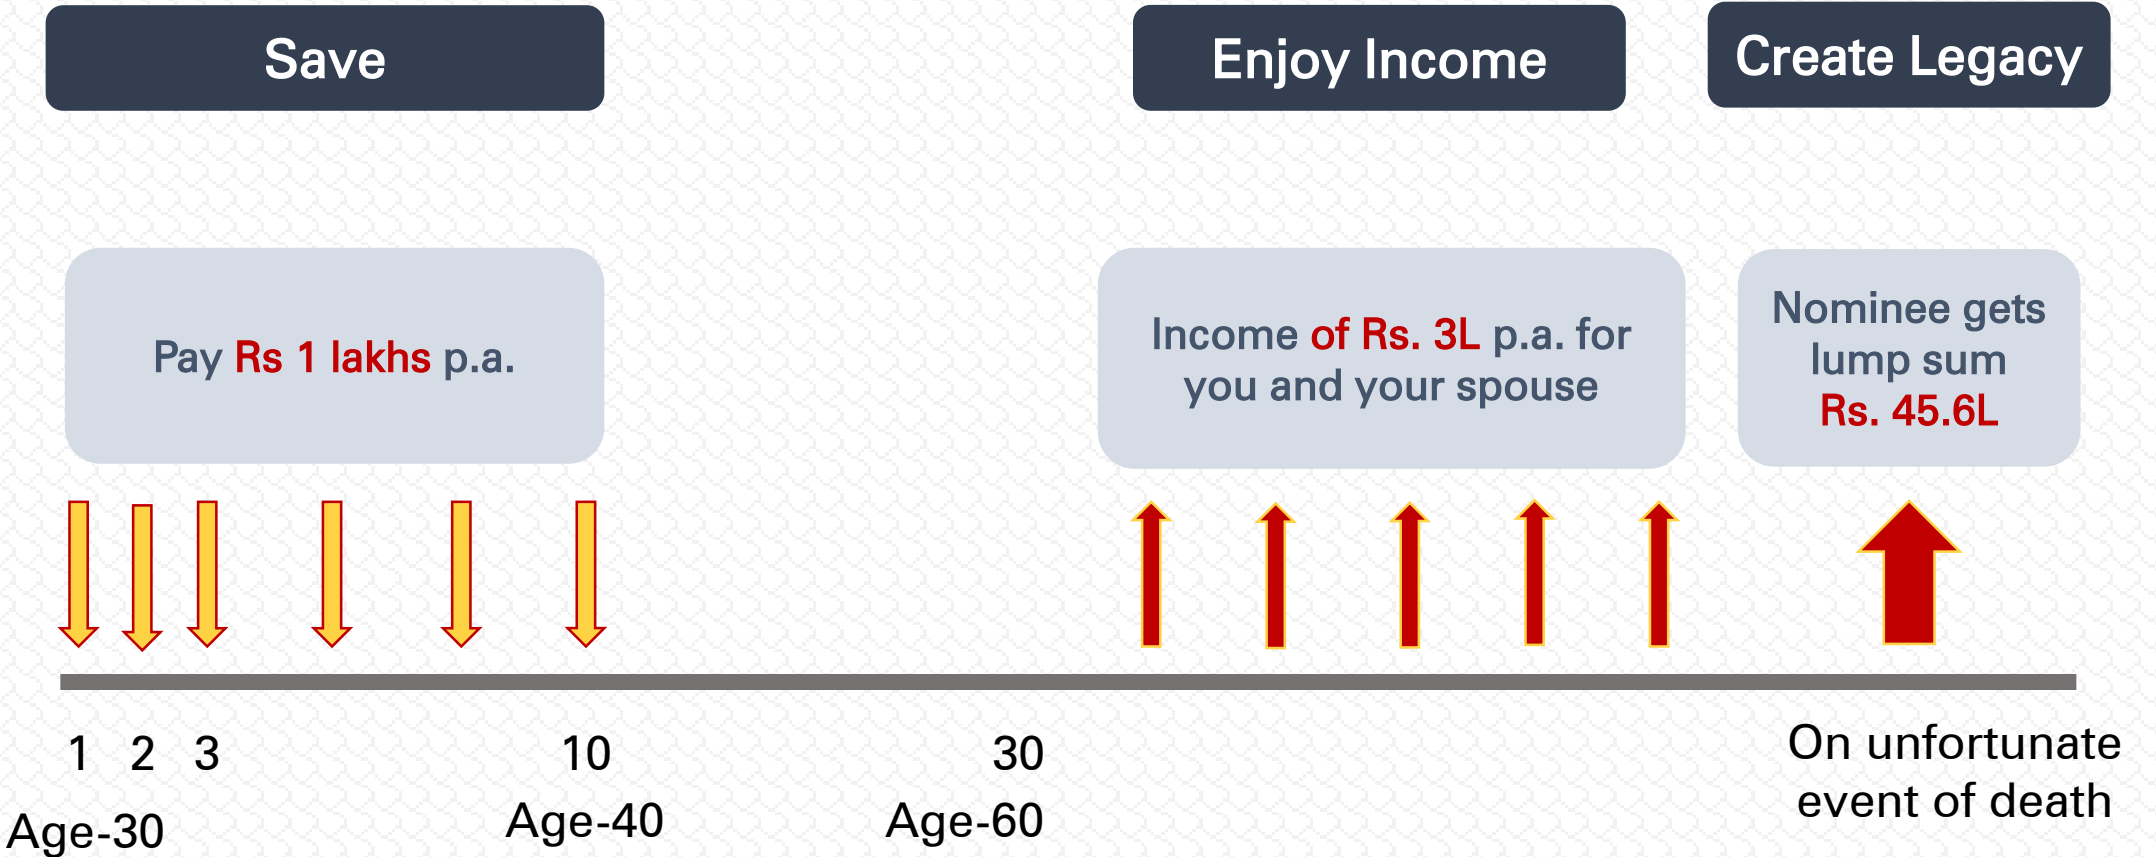 Save
Enjoy Income
Create Legacy
Pay Rs 1 lakhs p.a.
Income of Rs. 3L p.a. for
you and your spouse
Nominee gets
lump sum
Rs. 45.6L
1 2 3
10
30
Age-30
Age-40
Age-60
On unfortunate
event of death